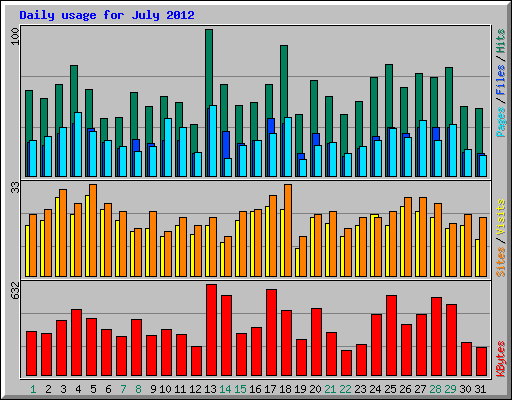 Daily usage for July 2012
100
33
632
Pages / Files / Hits
Sites / Visits
KBytes
1 2 3 4 5 6 7 8 9 10 11 12 13 14 15 16 17 18 19 20 21 22 23 24 25 26 27 28 29 30 31